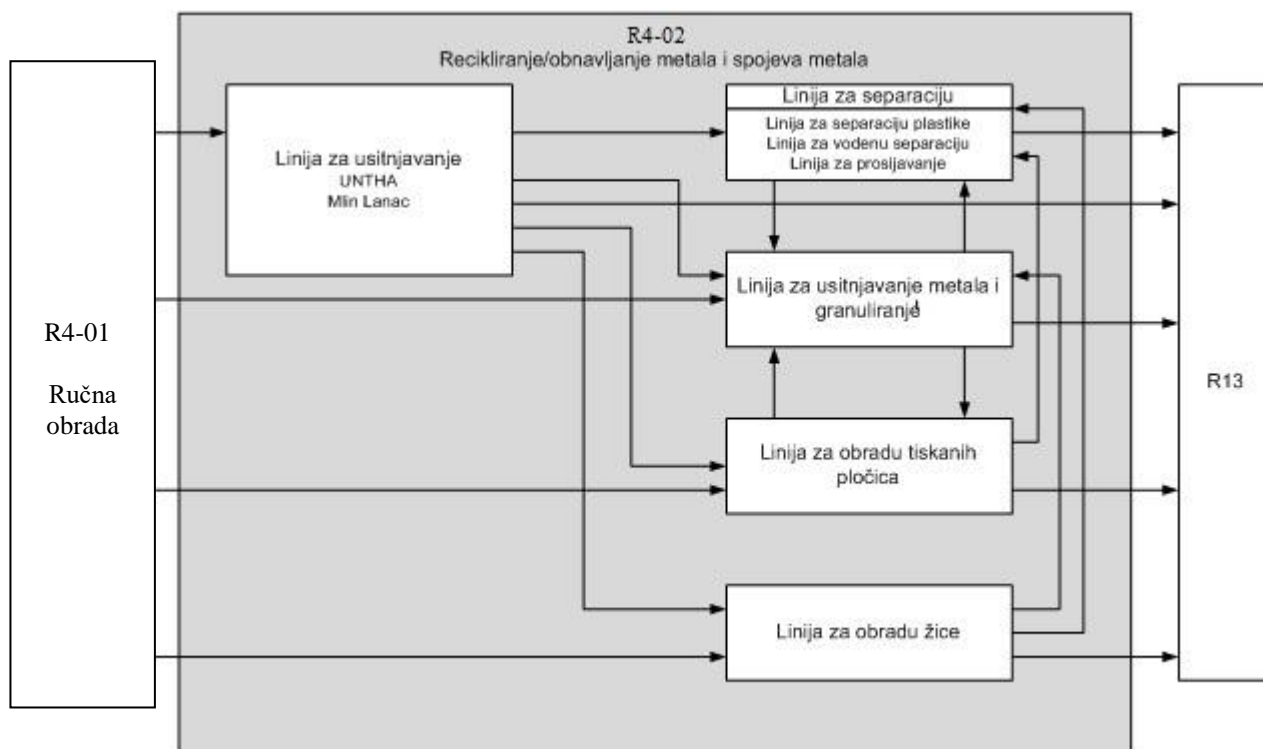 R4-02
Recikliranje/obnavljanje metala i spojeva metala
R4-01
Ručna
obrada
Linija za usitnjavanje
UNTHA
Mlin Lanac
Linija za separaciju
Linija za separaciju plastike
Linija za vodenu separaciju
Linija za prosijavanje
Linija za usitnjavanje metala i
granuliranje
Linija za obradu tiskanih
pločica
Linija za obradu žice
R13